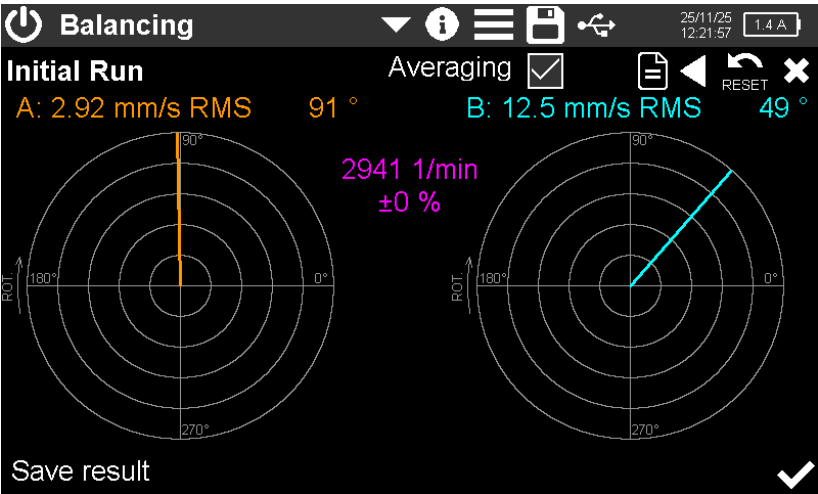 Balancing
25/11/25
12:21:57
1.4 A
Initial Run
Averaging
RESET
A: 2.92 mm/s RMS 91 °
B: 12.5 mm/s RMS 49 °
2941 1/min
±0 %
90°
180°
0°
270°
ROT.
90°
180°
0°
270°
ROT.
Save result